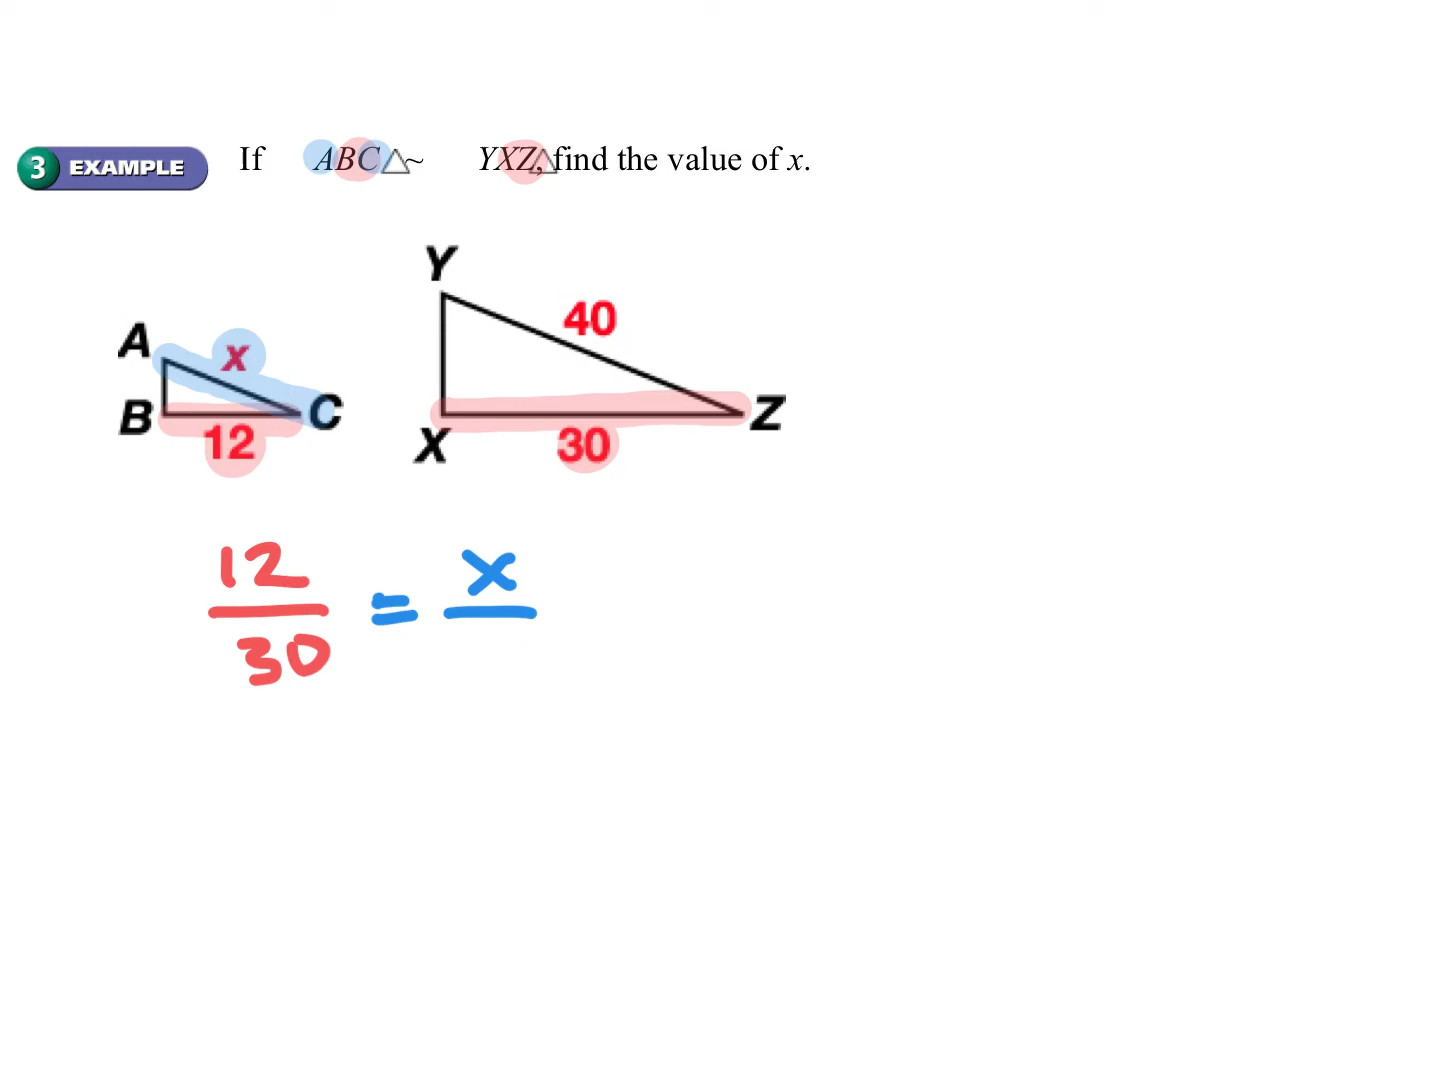 3 EXAMPLE If ABC△~ YXZ,△find the value of x.
Y
40
A
x
B
C
Z
12
X
30
12 = x
30